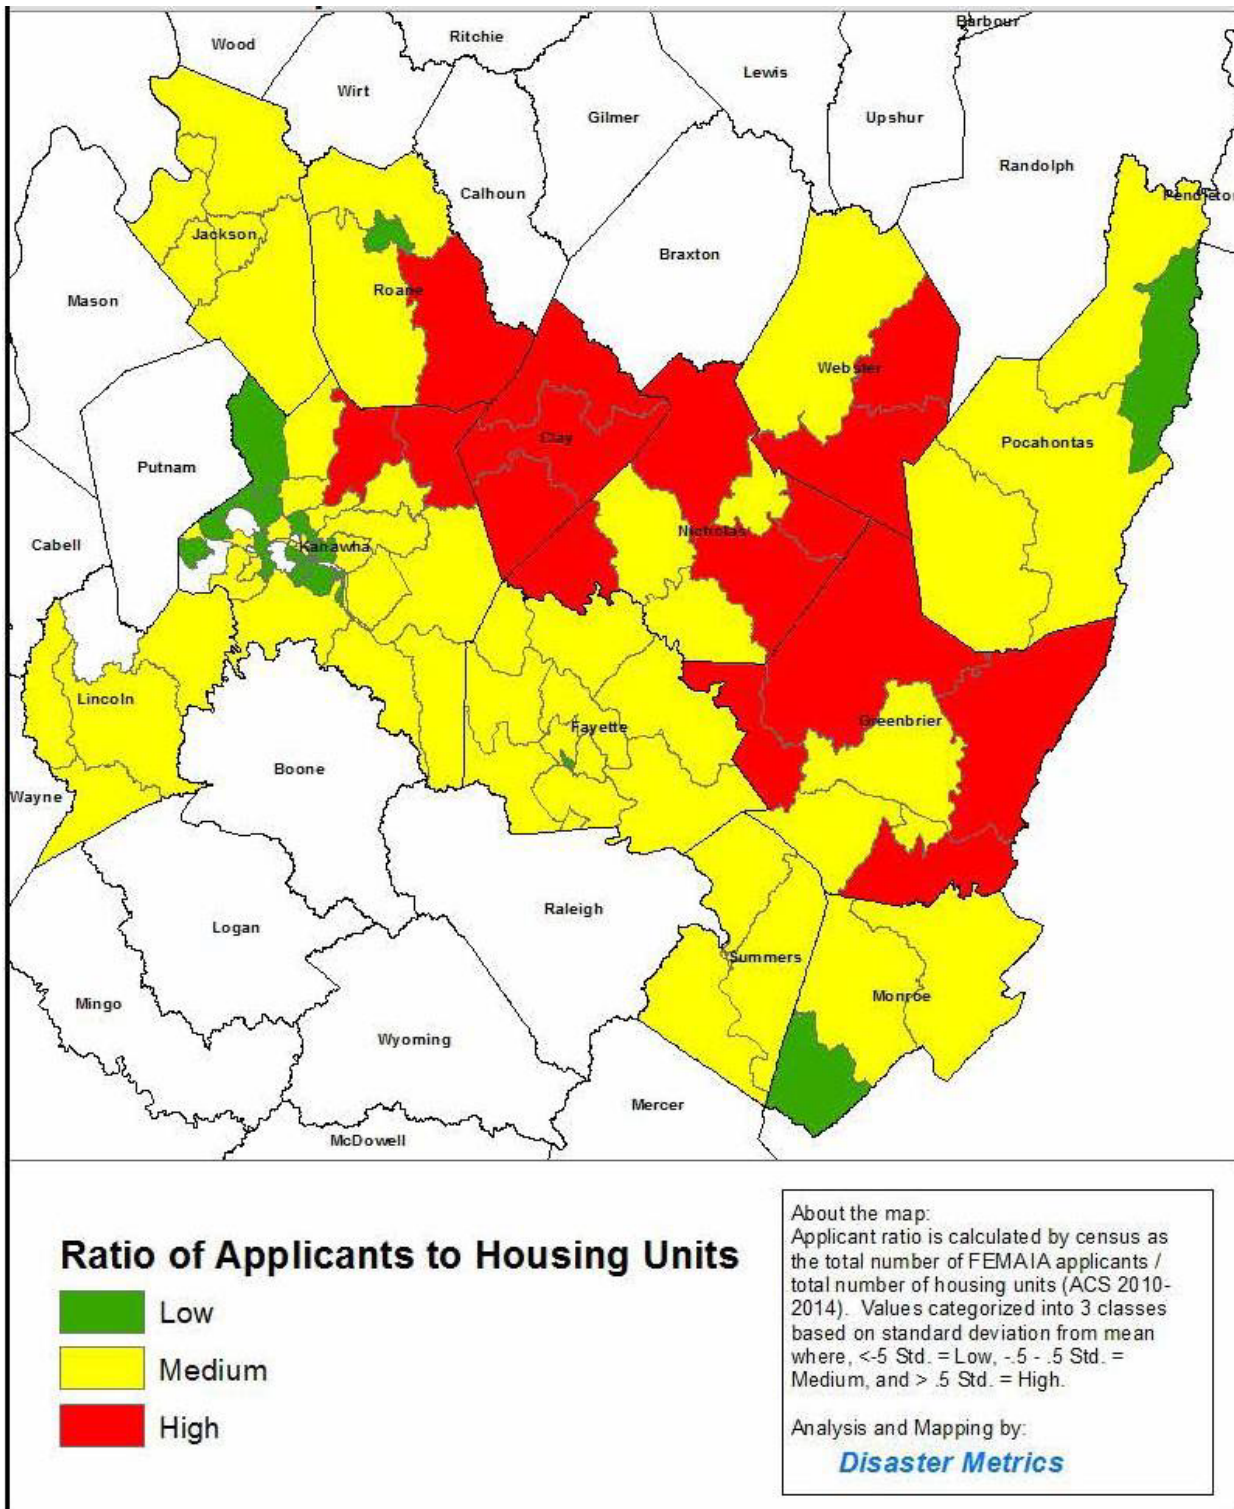 Barbour
Wood
Ritchie
Lewis
Wirt
Gilmer
Upshur
Randolph
Calhoun
Pendleton
Jackson
Braxton
Roane
Mason
Webster
Clay
Pocahontas
Putnam
Nicholas
Cabell
Kanawha
Lincoln
Greenbrier
Fayette
Boone
Wayne
Raleigh
Logan
Summers
Monroe
Mingo
Wyoming
Mercer
McDowell
Ratio of Applicants to Housing Units
Low
Medium
High
About the map:
Applicant ratio is calculated by census as
the total number of FEMAIA applicants /
total number of housing units (ACS 2010-
2014).  Values categorized into 3 classes
based on standard deviation from mean
where, <-5 Std. = Low, -.5 - .5 Std. =
Medium, and > .5 Std. = High.
Analysis and Mapping by:
Disaster Metrics